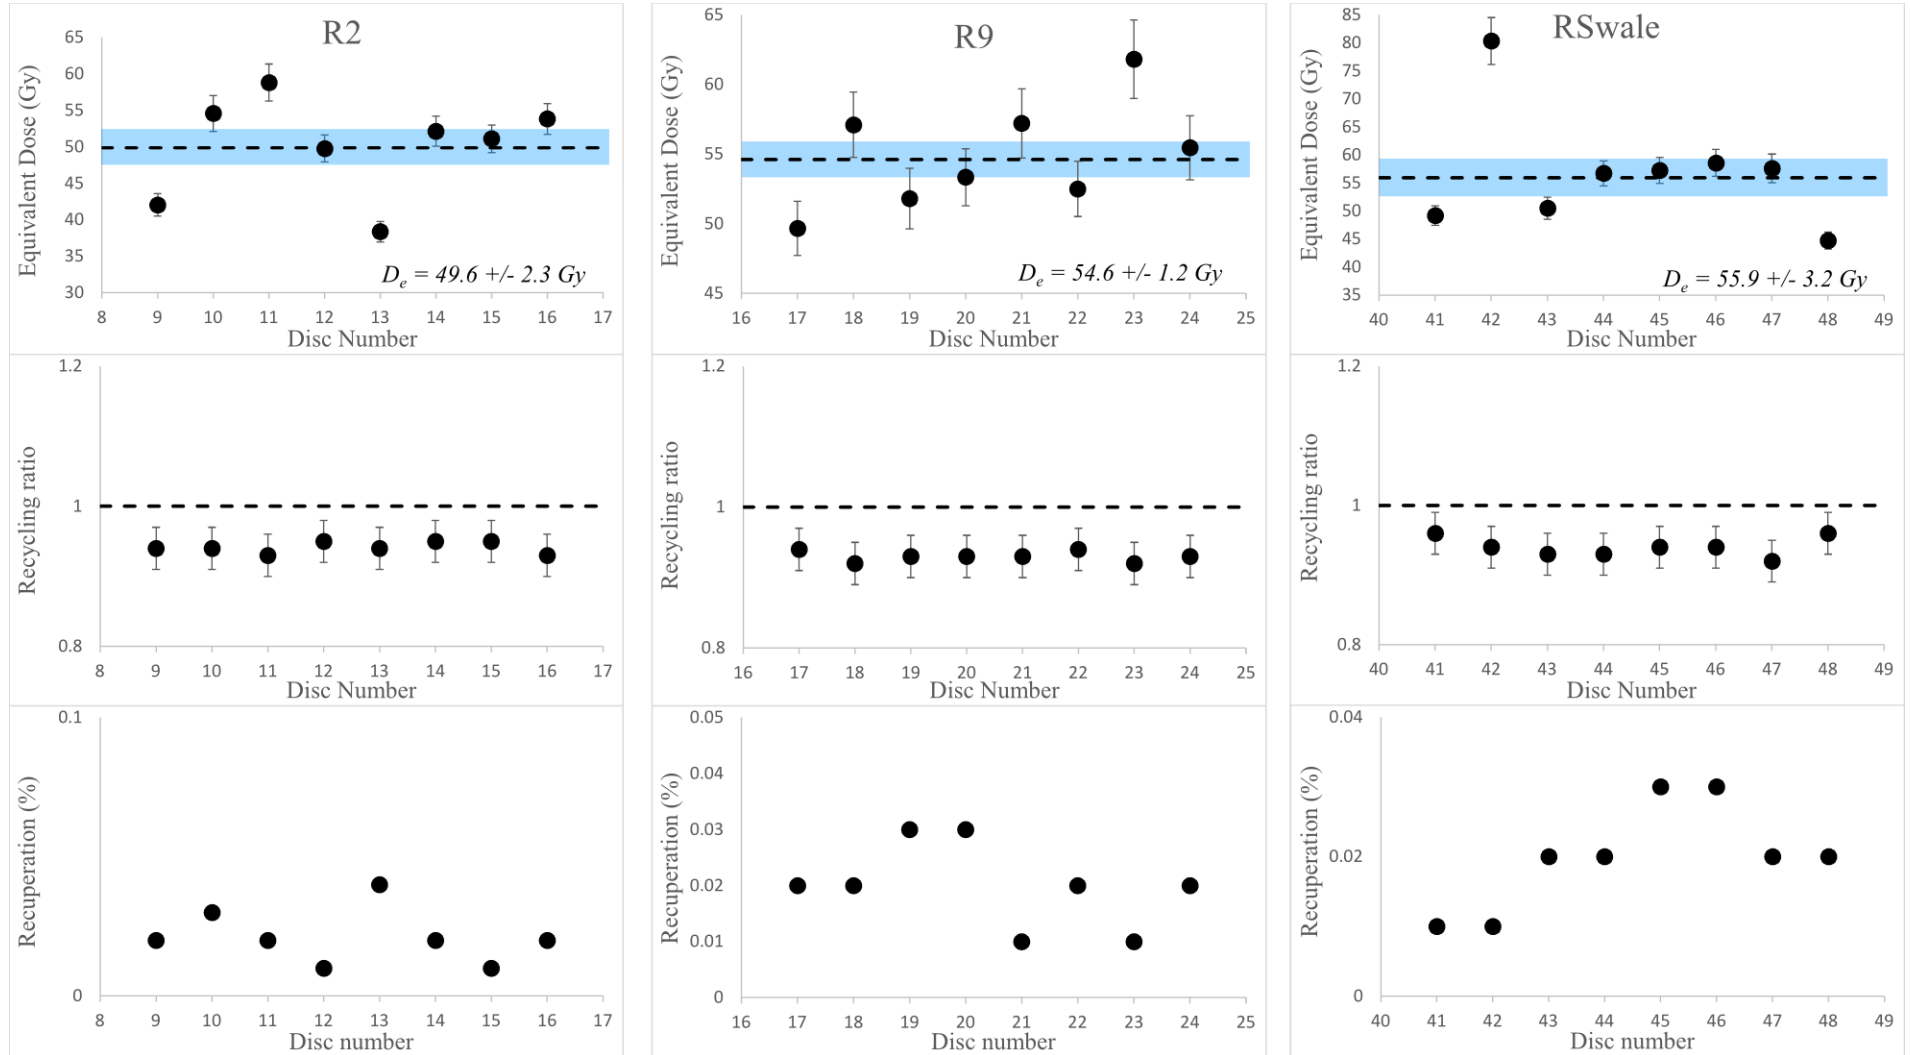 R2
Equivalent Dose (Gy)
65
60
55
50
45
40
35
30
D_e = 49.6 +/- 2.3 Gy
8 9 10 11 12 13 14 15 16 17
Disc Number
R9
Equivalent Dose (Gy)
65
60
55
50
45
D_e = 54.6 +/- 1.2 Gy
16 17 18 19 20 21 22 23 24 25
Disc Number
RSwale
Equivalent Dose (Gy)
85
80
75
70
65
60
55
50
45
40
35
D_e = 55.9 +/- 3.2 Gy
40 41 42 43 44 45 46 47 48 49
Disc Number
Recycling ratio
1.2
1
0.8
8 9 10 11 12 13 14 15 16 17
Disc Number
Recycling ratio
1.2
1
0.8
16 17 18 19 20 21 22 23 24 25
Disc Number
Recycling ratio
1.2
1
0.8
40 41 42 43 44 45 46 47 48 49
Disc Number
Recuperation (%)
0.1
0
8 9 10 11 12 13 14 15 16 17
Disc number
Recuperation (%)
0.05
0.04
0.03
0.02
0.01
0
16 17 18 19 20 21 22 23 24 25
Disc number
Recuperation (%)
0.04
0.02
0
40 41 42 43 44 45 46 47 48 49
Disc number